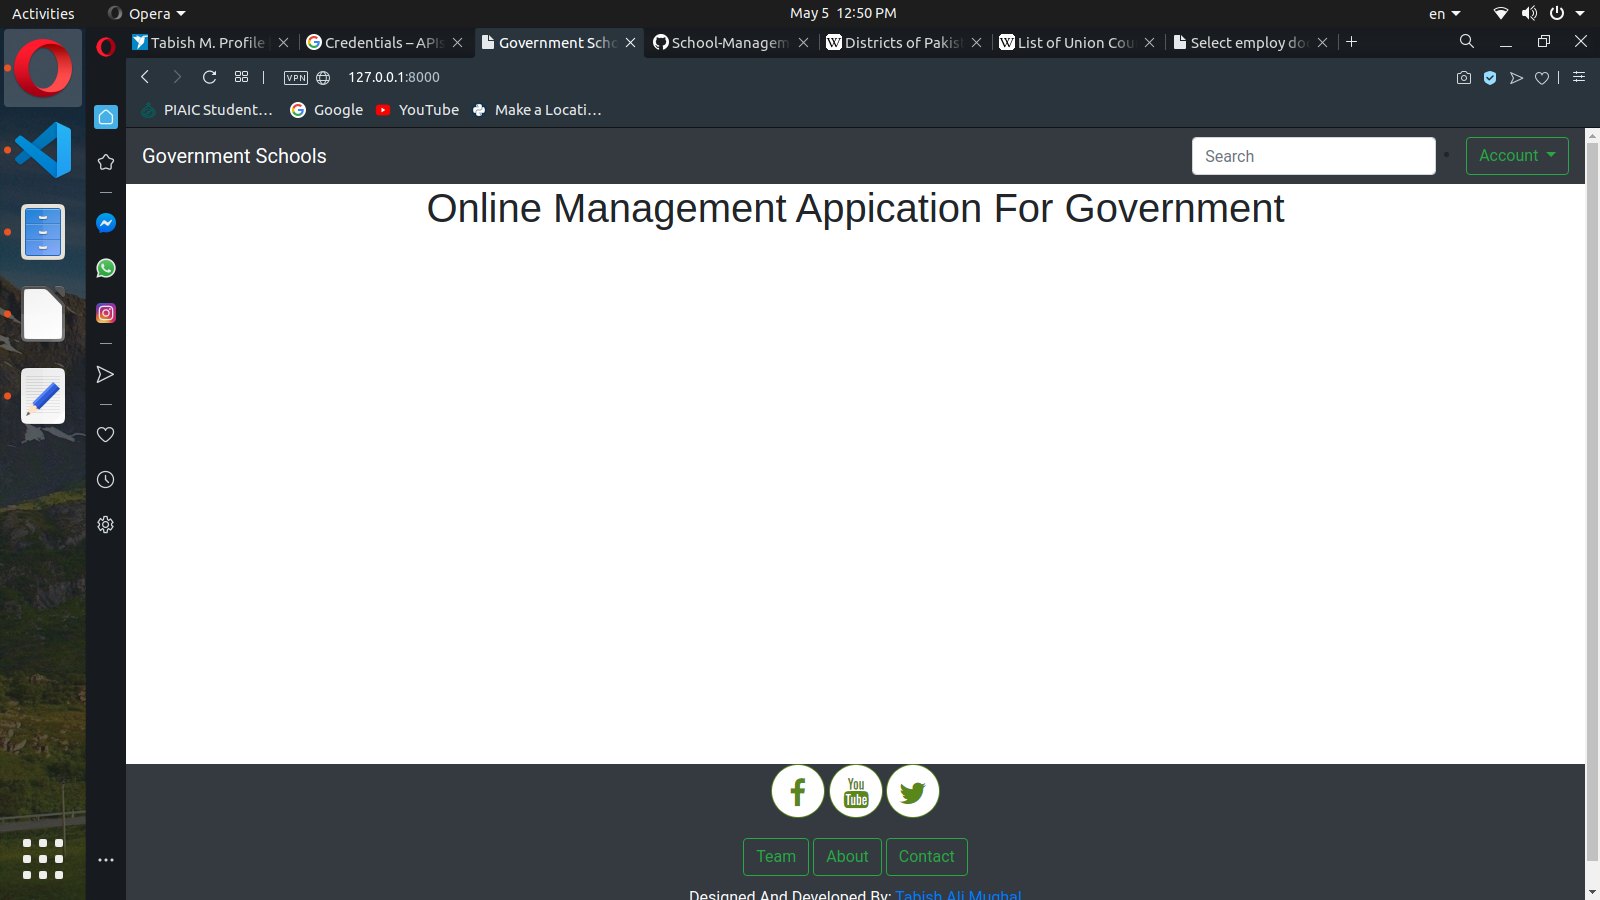 Activities Opera May 5 12:50 PM en
Tabish M. Profile Credentials – APIs Government Scho School-Managem Districts of Pakis List of Union Cou Select employ do
VPN 127.0.0.1:8000
PIAIC Student... Google YouTube Make a Locati...
Government Schools Search Account
Online Management Appication For Government
You Tube
Team About Contact
Designed And Developed By: Tabish Ali Mughal